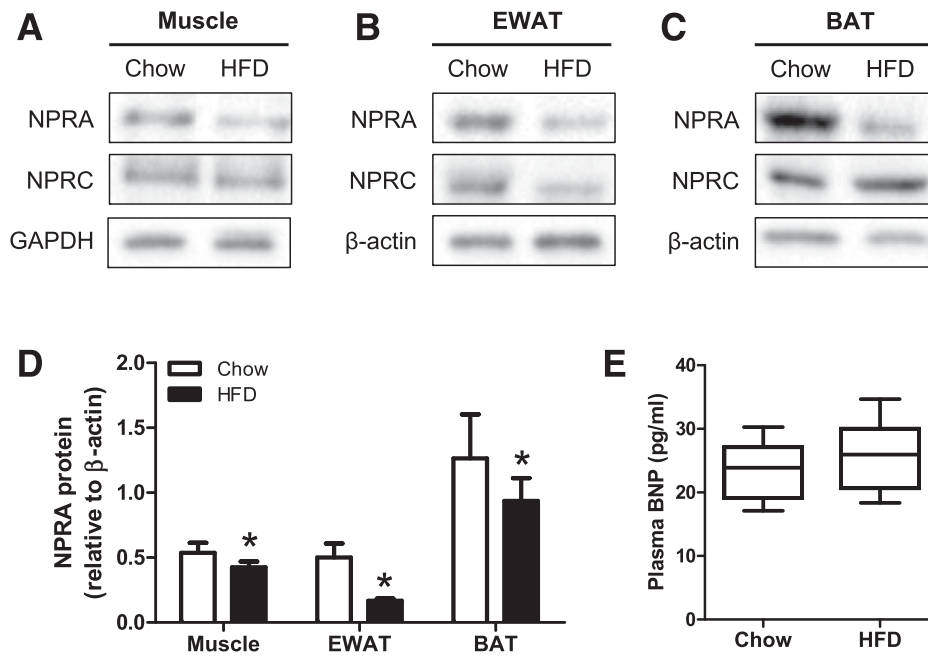 A Muscle
Chow HFD
NPRA
NPRC
GAPDH
B EWAT
Chow HFD
NPRA
NPRC
β-actin
C BAT
Chow HFD
NPRA
NPRC
β-actin
D
NPRA protein
(relative to β-actin)
2.0
1.5
1.0
0.5
0.0
Chow
HFD
*
*
*
Muscle EWAT BAT
E
Plasma BNP (pg/ml)
40
30
20
10
0
Chow HFD